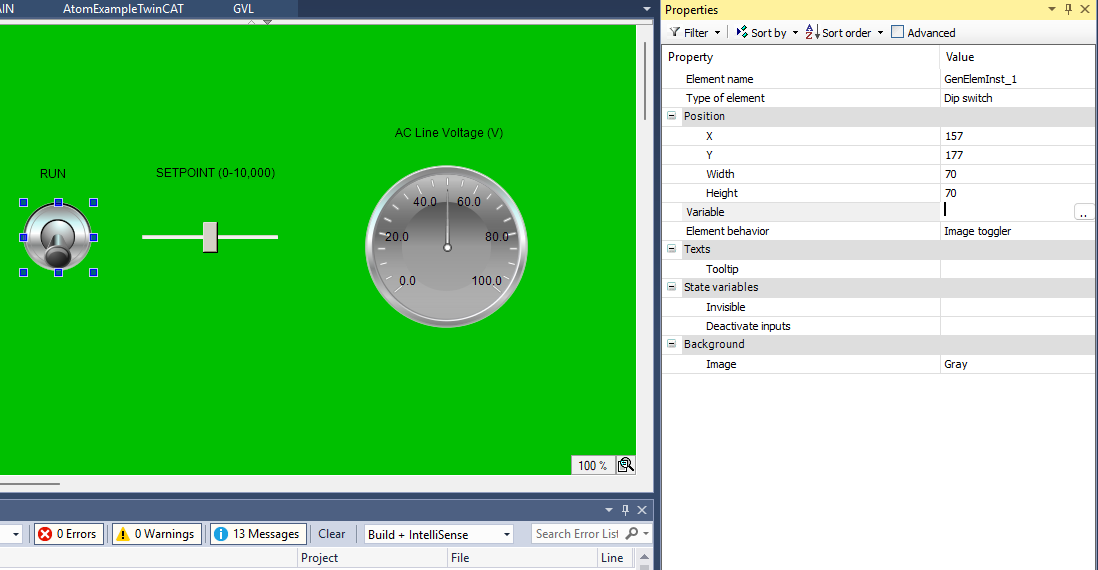 AIN AtomExampleTwinCAT GVL
AC Line Voltage (V)
RUN
SETPOINT (0-10,000)
40.0 60.0
20.0 80.0
0.0 100.0
100 %
0 Errors 0 Warnings 13 Messages Clear Build + IntelliSense Search Error List
Project File Line
Properties
Filter Sort by Sort order Advanced
Property Value
Element name GenElemInst_1
Type of element Dip switch
Position
X 157
Y 177
Width 70
Height 70
Variable ..
Element behavior Image toggler
Texts
Tooltip
State variables
Invisible
Deactivate inputs
Background
Image Gray